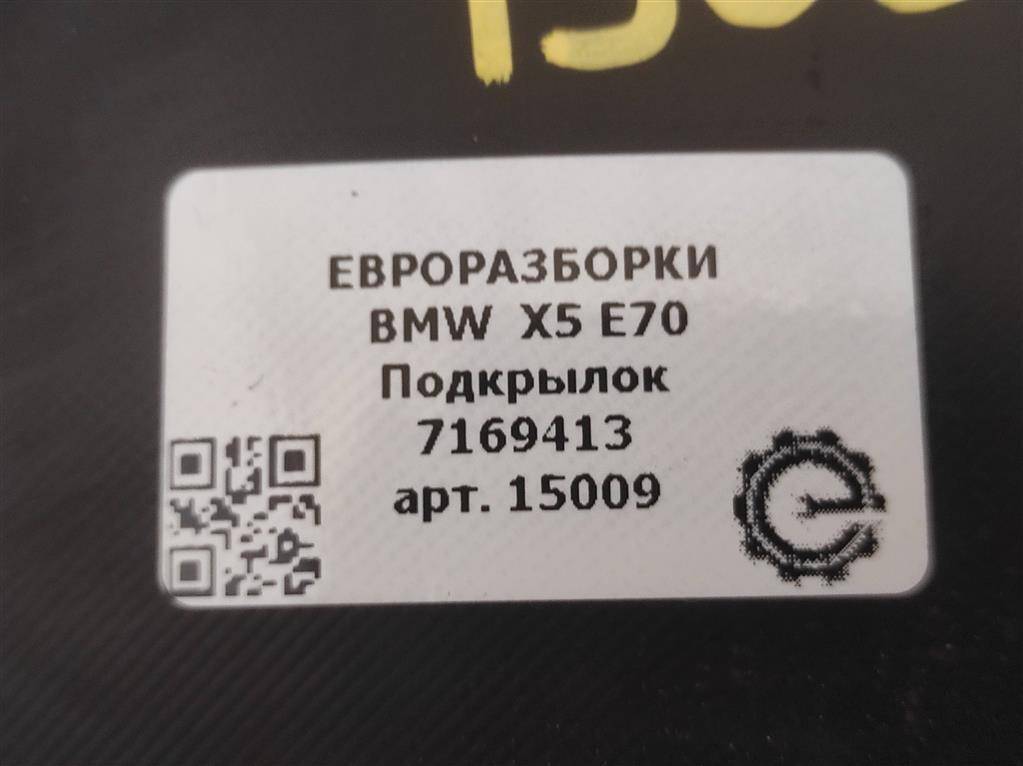 ЕВРОРАЗБОРКИ
BMW X5 E70
Подкрылок
7169413
арт. 15009